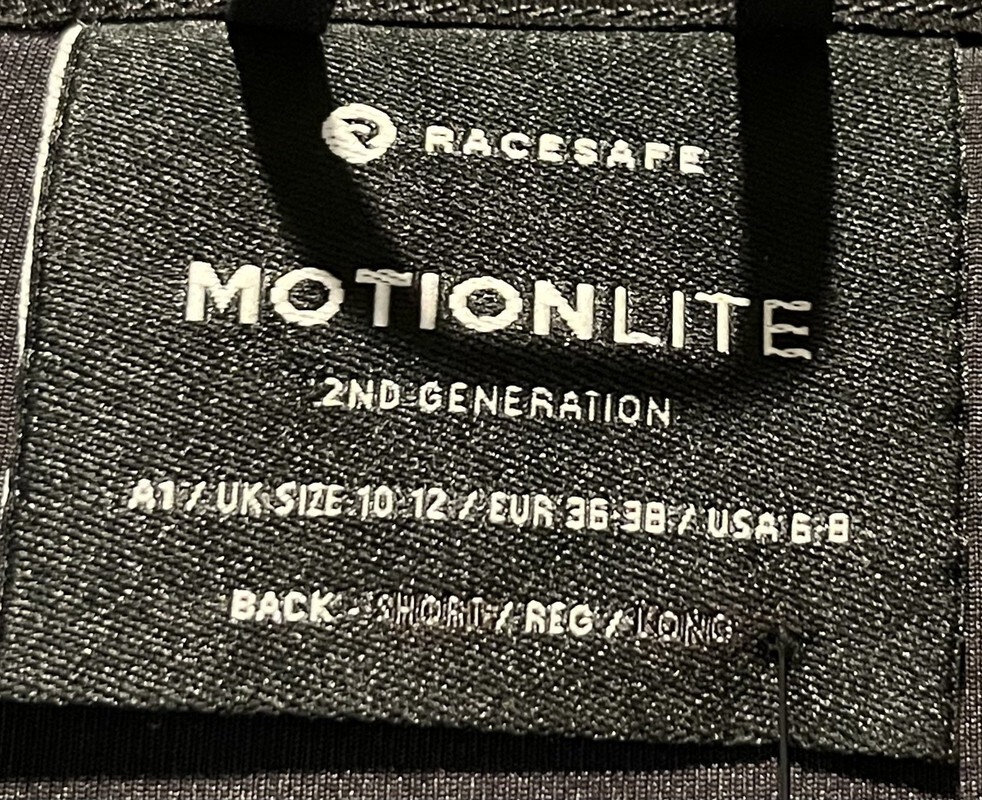 RACESAFE
MOTIONLITE
2ND GENERATION
A1 / UK SIZE 10-12 / EUR 36-38 / USA 6-8
BACK - SHORT / REG / LONG